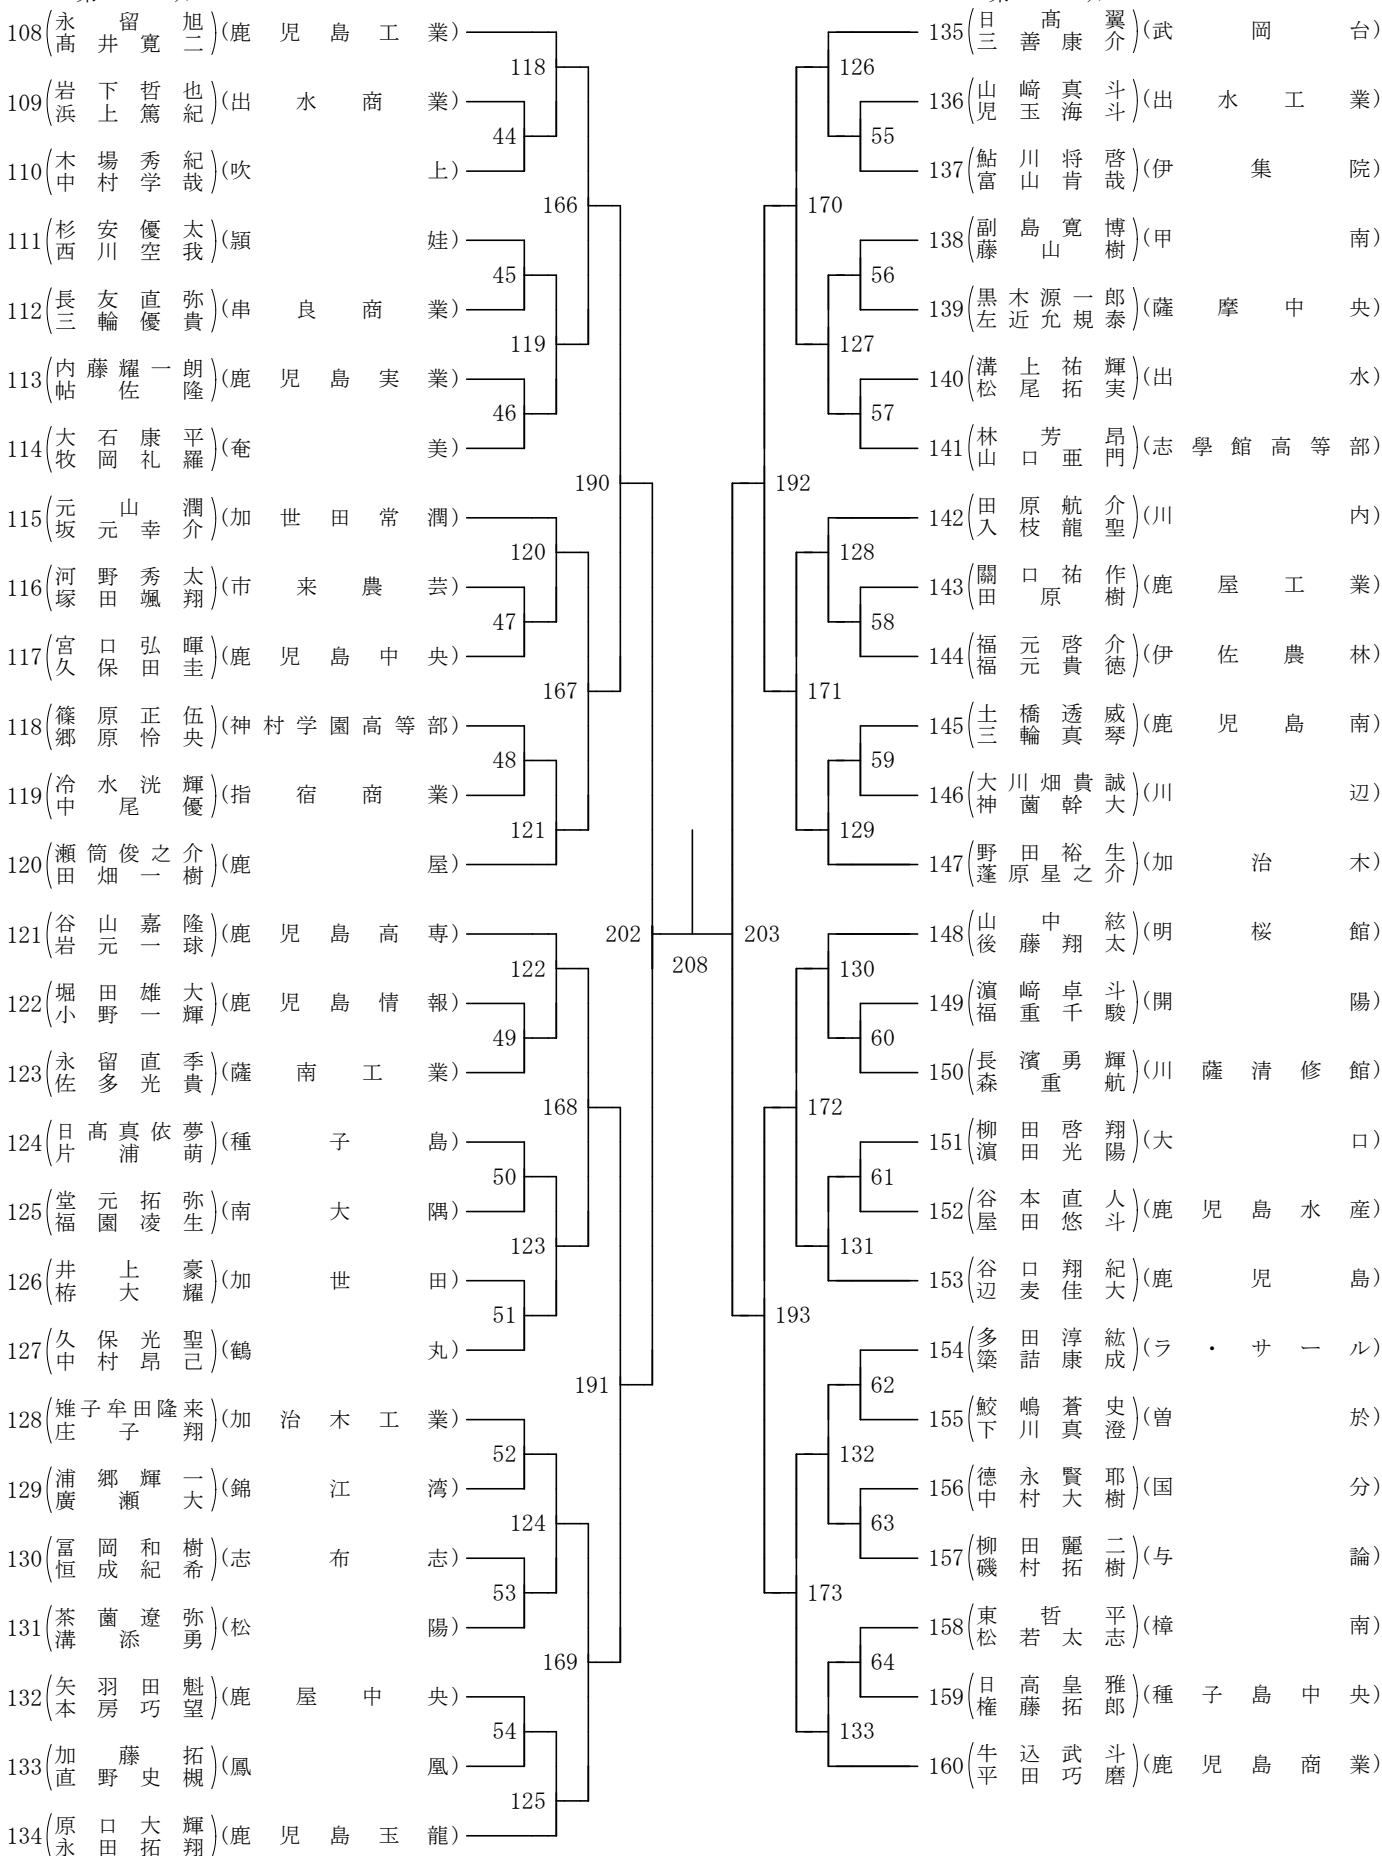 108(永留旭 髙井寛二)(鹿児島工業)
109(岩下哲也 浜上篤紀)(出水商業)
110(木場秀紀 中村学哉)(吹上)
111(杉安優太 西川空我)(頴娃)
112(長友直弥 三輪優貴)(串良商業)
113(内藤耀一朗 帖佐隆)(鹿児島実業)
114(大石康平 牧岡礼羅)(奄美)
115(元山潤 坂元幸介)(加世田常潤)
116(河野秀太 塚田颯翔)(市来農芸)
117(宮口弘暉 久保田圭)(鹿児島中央)
118(篠原正伍 郷原怜央)(神村学園高等部)
119(冷水洸輝 中尾優)(指宿商業)
120(瀬筒俊之介 田畑一樹)(鹿屋)
121(谷山嘉隆 岩元一球)(鹿児島高専)
122(堀田雄大 小野一輝)(鹿児島情報)
123(永留直季 佐多光貴)(薩南工業)
124(日髙真依夢 片浦萌)(種子島)
125(堂元拓弥 福園凌生)(南大隅)
126(井上豪 栫大耀)(加世田)
127(久保光聖 中村昂己)(鶴丸)
128(雉子牟田隆来 庄子翔)(加治木工業)
129(浦郷輝一 廣瀬大)(錦江湾)
130(冨岡和樹 恒成紀希)(志布志)
131(茶薗遼弥 溝添勇)(松陽)
132(矢羽田魁 本房巧望)(鹿屋中央)
133(加藤拓 直野史槻)(鳳凰)
134(原口大輝 永田拓翔)(鹿児島玉龍)
118
44
166
45
119
46
190
120
47
167
48
121
202
122
49
168
50
123
51
191
52
124
53
169
54
125
208
203
126
55
170
56
127
57
192
128
58
171
59
129
130
60
172
61
131
193
62
132
63
173
64
133
135(日髙翼 三善康介)(武岡台)
136(山﨑真斗 児玉海斗)(出水工業)
137(鮎川将啓 富山肯哉)(伊集院)
138(副島寛博 藤山樹)(甲南)
139(黒木源一郎 左近允規泰)(薩摩中央)
140(溝上祐輝 松尾拓実)(出水)
141(林芳昂 山口亜門)(志學館高等部)
142(田原航介 入枝龍聖)(川内)
143(關口祐作 田原樹)(鹿屋工業)
144(福元啓介 福元貴徳)(伊佐農林)
145(土橋透威 三輪真琴)(鹿児島南)
146(大川畑貴誠 神薗幹大)(川辺)
147(野田裕生 蓬原星之介)(加治木)
148(山中紘 後藤翔太)(明桜館)
149(濵﨑卓斗 福重千駿)(開陽)
150(長濱勇輝 森重航)(川薩清修館)
151(柳田啓翔 濵田光陽)(大口)
152(谷本直人 屋田悠斗)(鹿児島水産)
153(谷口翔紀 辺麦佳大)(鹿児島)
154(多田淳紘 築詰康成)(ラ・サール)
155(鮫嶋蒼史 下川真澄)(曽於)
156(德永賢耶 中村大樹)(国分)
157(柳田麗二 磯村拓樹)(与論)
158(東哲平 松若太志)(樟南)
159(日高皇雅 権藤拓郎)(種子島中央)
160(牛込武斗 平田巧磨)(鹿児島商業)